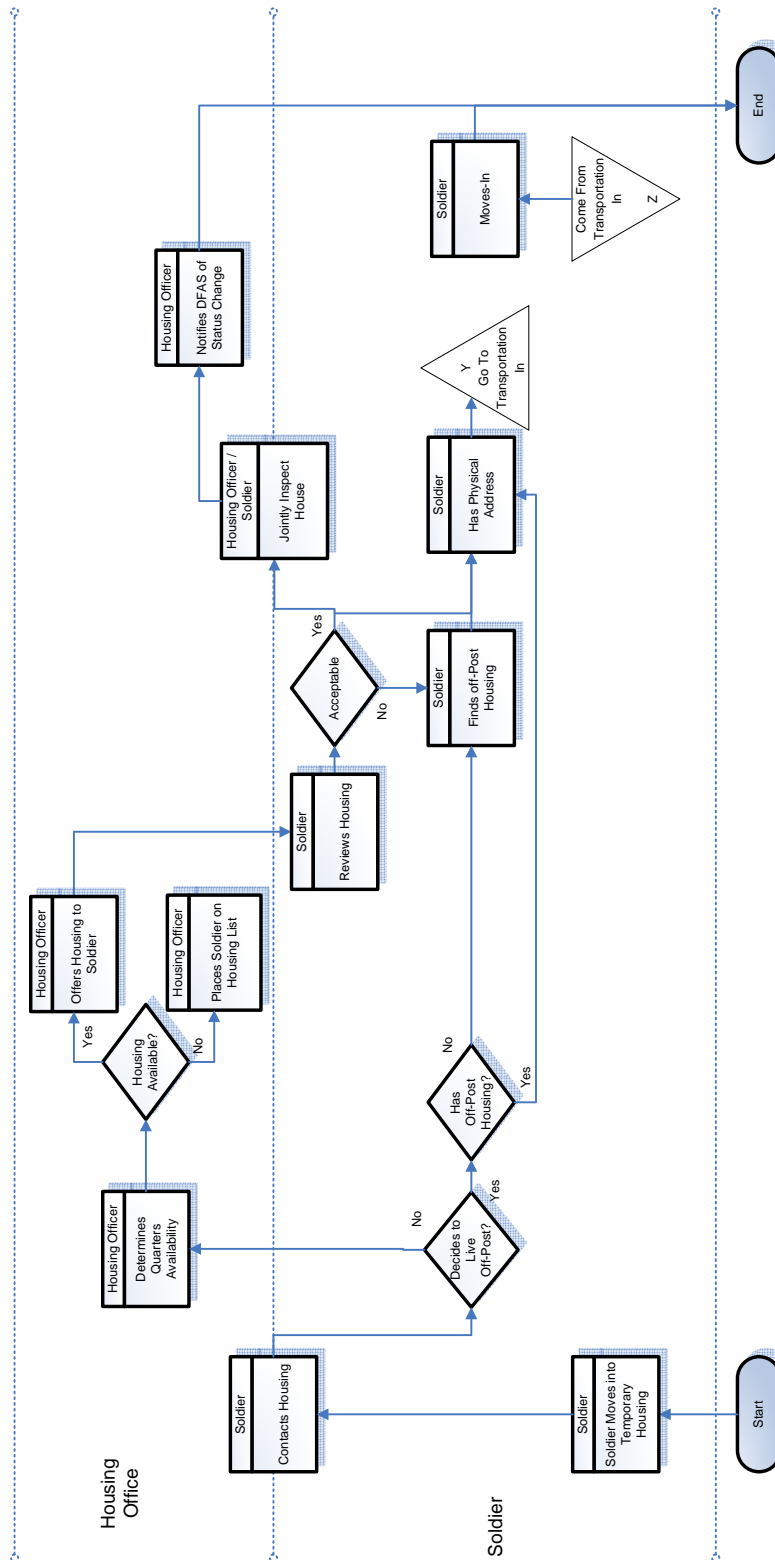 Housing
Office
Soldier
Start
Soldier
Soldier Moves into
Temporary
Housing
Soldier
Contacts Housing
Decides to
Live
Off-Post?
No
Yes
Housing Officer
Determines
Quarters
Availability
Housing
Available?
Yes
No
Housing Officer
Offers Housing to
Soldier
Housing Officer
Places Soldier on
Housing List
Has
Off-Post
Housing?
No
Yes
Soldier
Reviews Housing
Acceptable
Yes
No
Soldier
Finds off-Post
Housing
Housing Officer /
Soldier
Jointly Inspect
House
Soldier
Has Physical
Address
Y
Go To
Transportation
In
Housing Officer
Notifies DFAS of
Status Change
Soldier
Moves-In
Come From
Transportation
In
Z
End